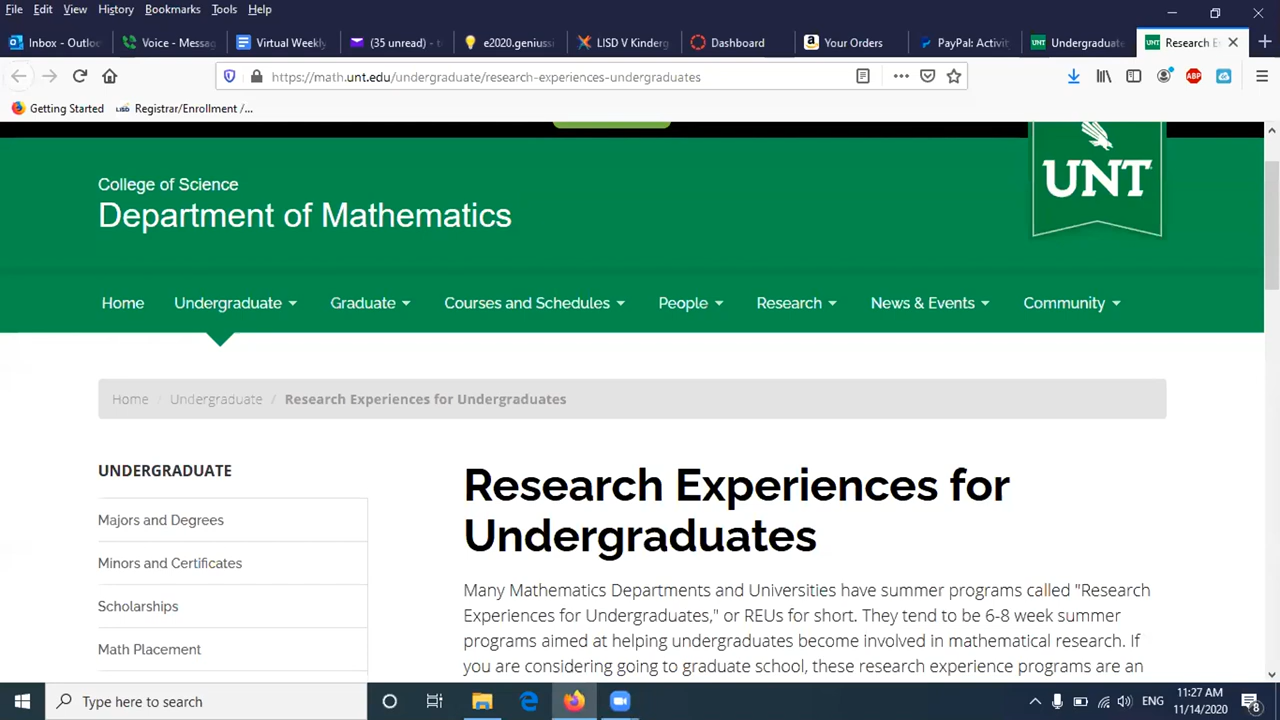 File Edit View History Bookmarks Tools Help
Inbox - Outloo
Voice - Messa
Virtual Weekly
(35 unread) -
e2020.geniussi
LISD V Kinderg
Dashboard
Your Orders
PayPal: Activi
Undergraduate
Research E
https://math.unt.edu/undergraduate/research-experiences-undergraduates
ABP
Getting Started
LISD Registrar/Enrollment /...
College of Science
Department of Mathematics
UNT
Home Undergraduate Graduate Courses and Schedules People Research News & Events Community
Home / Undergraduate / Research Experiences for Undergraduates
UNDERGRADUATE
Majors and Degrees
Minors and Certificates
Scholarships
Math Placement
Research Experiences for
Undergraduates
Many Mathematics Departments and Universities have summer programs called "Research
Experiences for Undergraduates," or REUs for short. They tend to be 6-8 week summer
programs aimed at helping undergraduates become involved in mathematical research. If
you are considering going to graduate school, these research experience programs are an
Type here to search
ENG
11:27 AM
11/14/2020
8